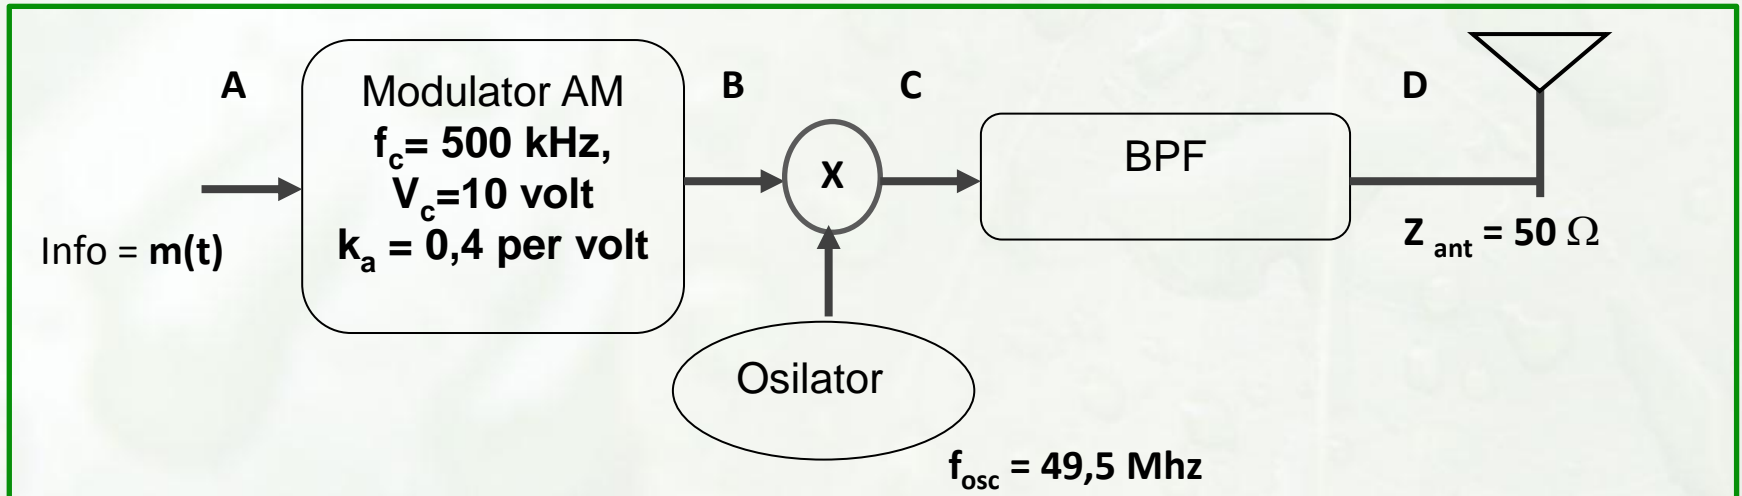 A
Modulator AM
f_c= 500 kHz,
V_c=10 volt
k_a = 0,4 per volt
B
C
D
X
BPF
Info = m(t)
Z_ant = 50 Ω
Osilator
f_osc = 49,5 Mhz